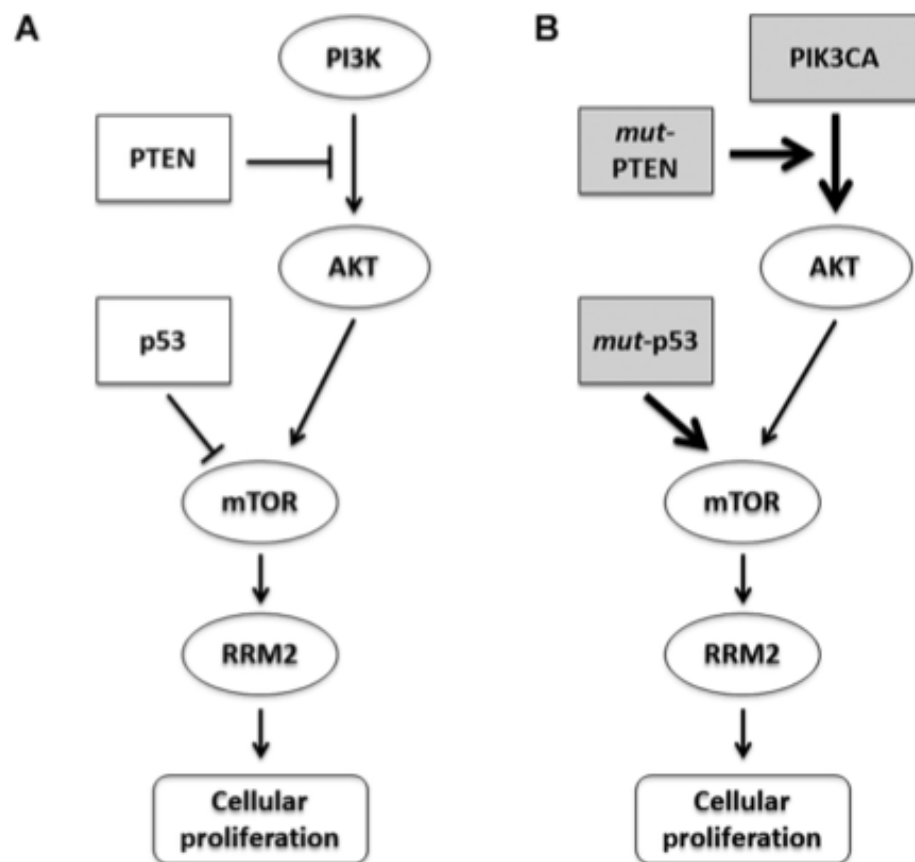 A
PI3K
PTEN
AKT
p53
mTOR
RRM2
Cellular
proliferation
B
PIK3CA
mut-
PTEN
AKT
mut-p53
mTOR
RRM2
Cellular
proliferation